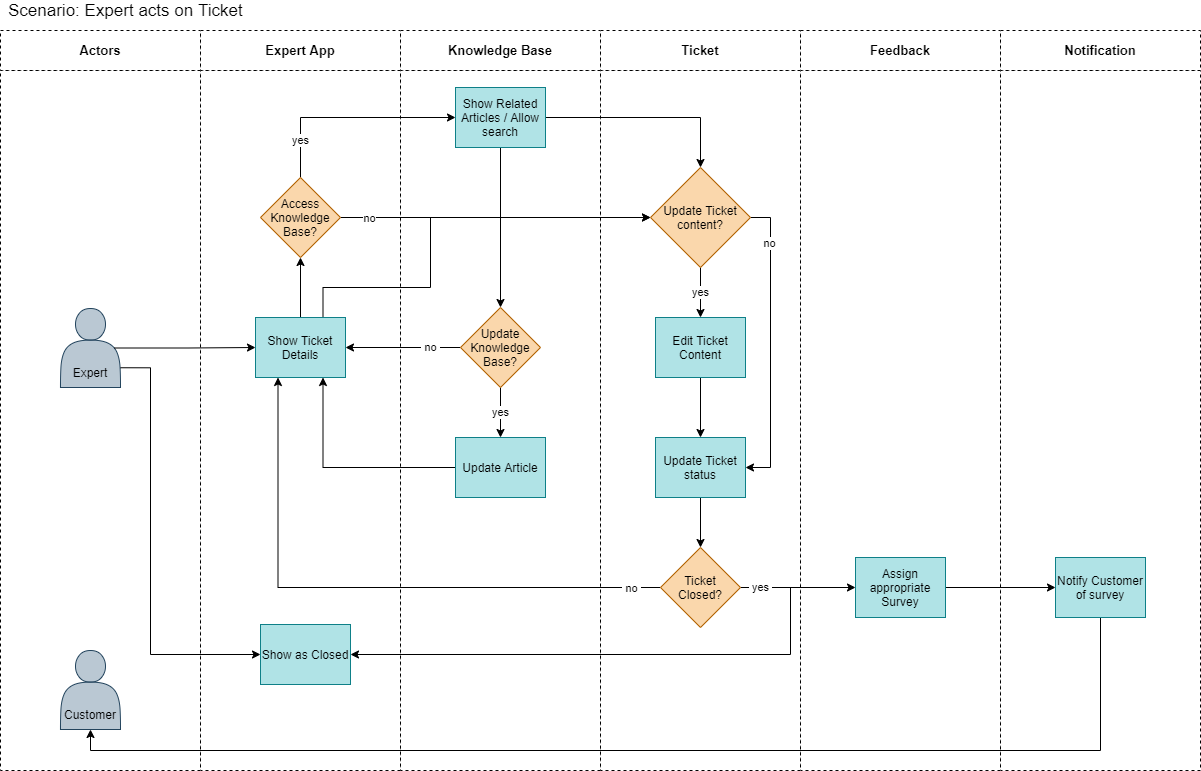 Scenario: Expert acts on Ticket
Actors
Expert App
Knowledge Base
Ticket
Feedback
Notification
Show Related
Articles / Allow
search
yes
Access
Knowledge
Base?
no
Update Ticket
content?
no
yes
Expert
Show Ticket
Details
no
Update
Knowledge
Base?
Edit Ticket
Content
yes
Update Article
Update Ticket
status
no
Ticket
Closed?
yes
Assign
appropriate
Survey
Notify Customer
of survey
Show as Closed
Customer